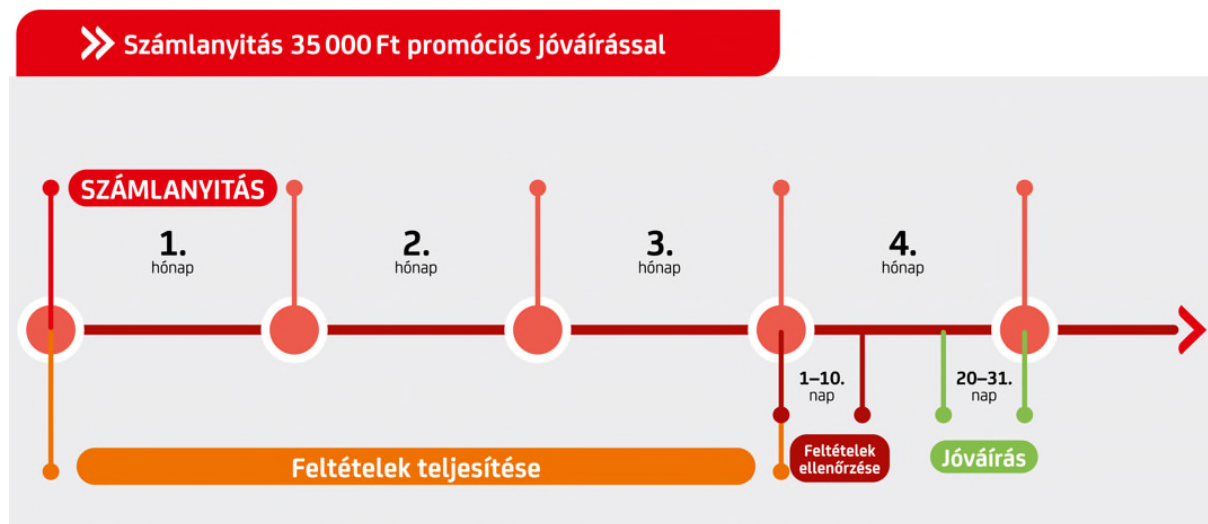 Számlanyitás 35 000 Ft promóciós jóváírással
SZÁMLANYITÁS
1.
hónap
2.
hónap
3.
hónap
4.
hónap
1–10.
nap
20–31.
nap
Feltételek teljesítése
Feltételek
ellenőrzése
Jóváírás